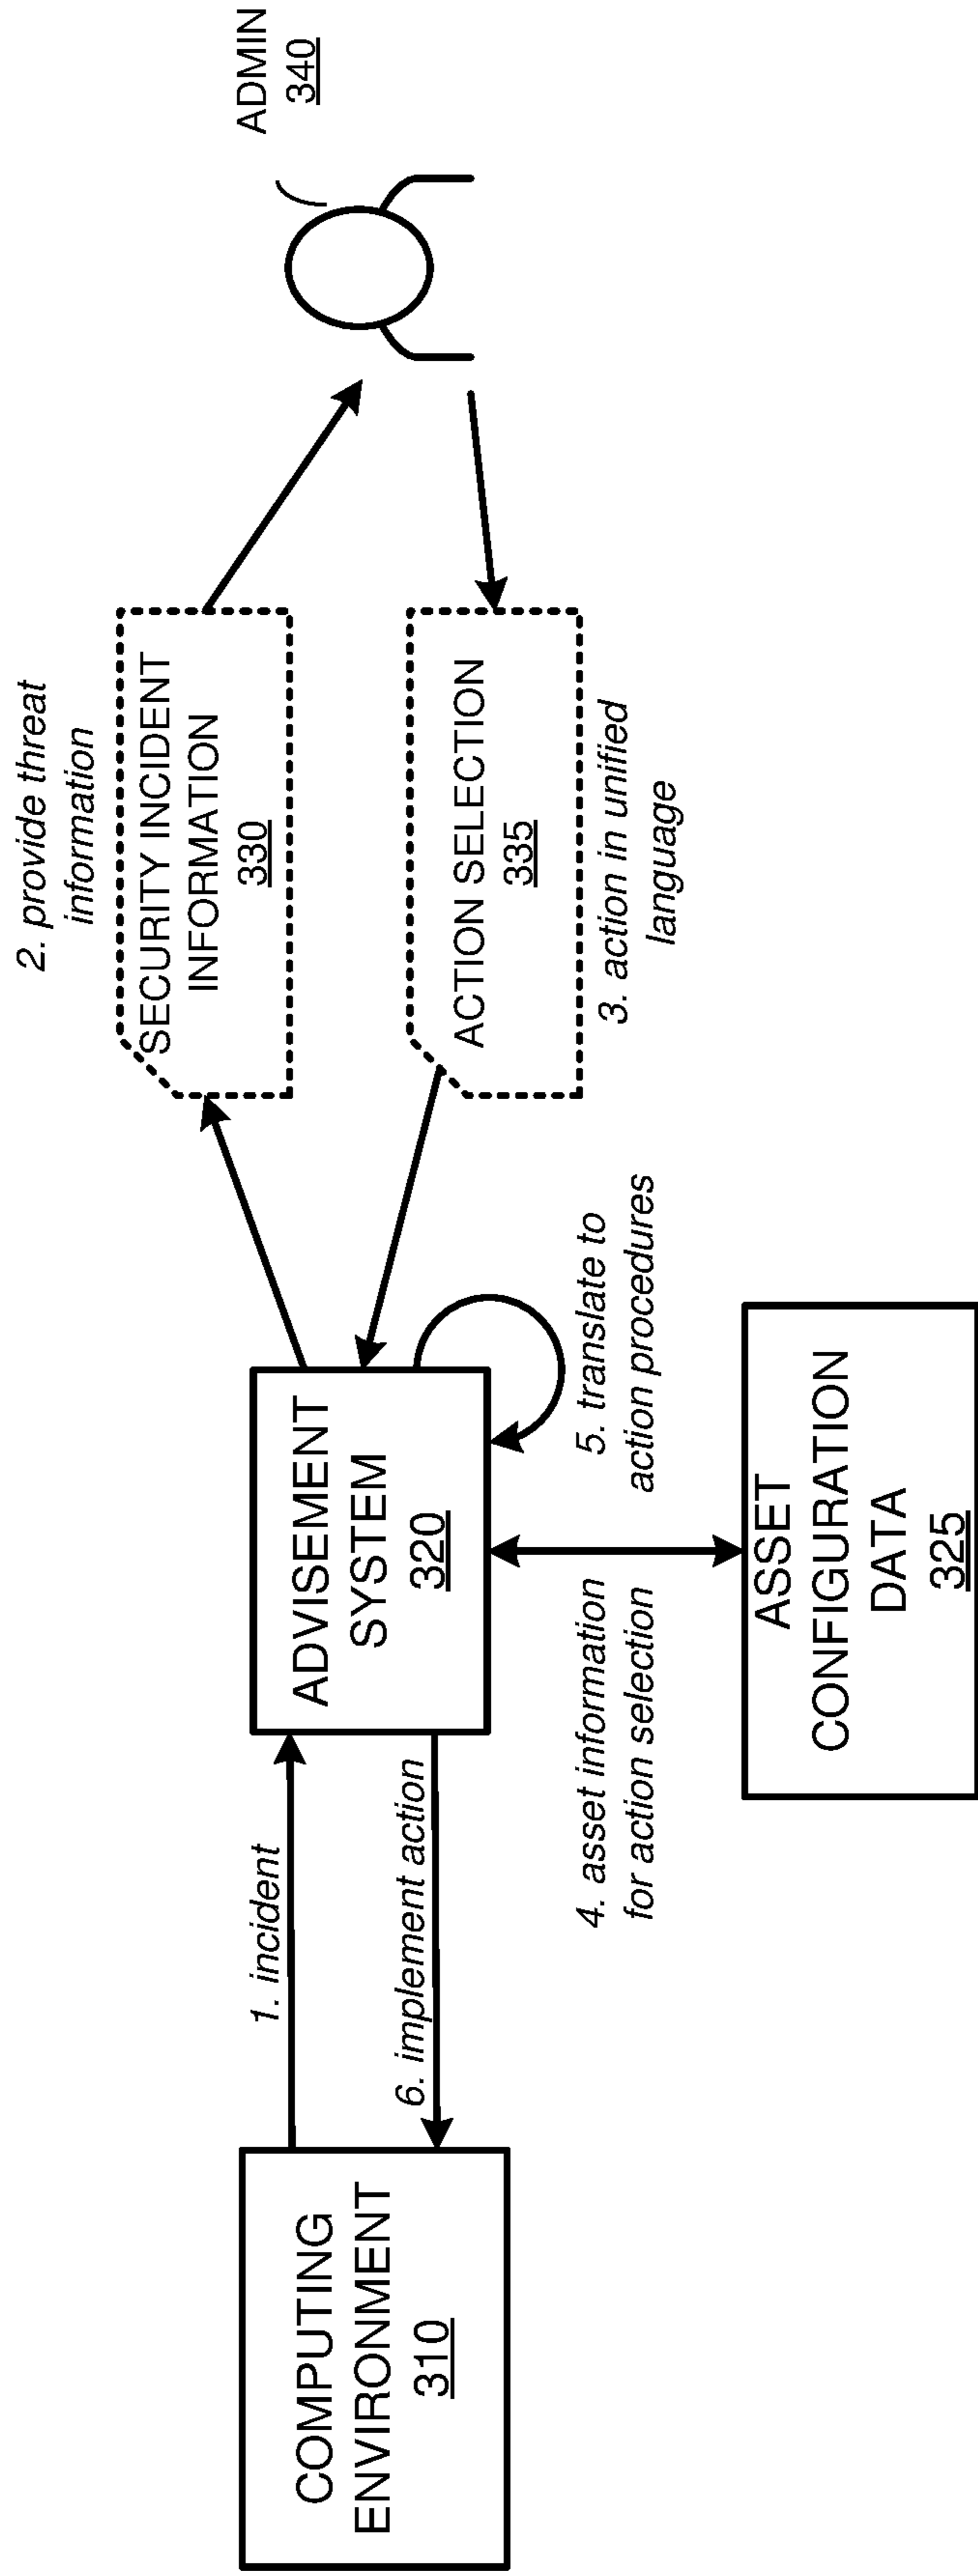 COMPUTING
ENVIRONMENT
310
1. incident
6. implement action
ADVISEMENT
SYSTEM
320
4. asset information
for action selection
5. translate to
action procedures
ASSET
CONFIGURATION
DATA
325
2. provide threat
information
SECURITY INCIDENT
INFORMATION
330
ACTION SELECTION
335
3. action in unified
language
ADMIN
340